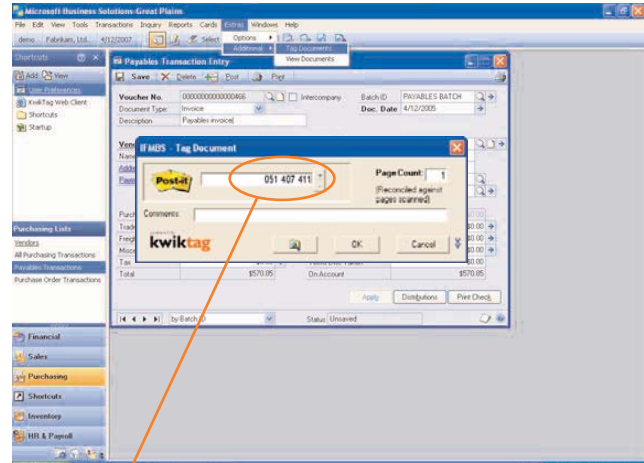 Microsoft Business Solutions-Great Plains
File Edit View Tools Transactions Inquiry Reports Cards Extras Windows Help
demo Fabrikam, Ltd. 4/12/2007 Select
Options
Additional
Tag Documents
View Documents
Shortcuts
Add View
User Preferences
KwikTag Web Client
Shortcuts
Startup
Payables Transaction Entry
Save Delete Post Print
Voucher No. 00000000000000466 Intercompany Batch ID PAYABLES BATCH
Document Type Invoice Doc. Date 4/12/2005
Description Payables invoice
IFMBS - Tag Document
Post-it 051 407 411 Page Count: 1
(Reconciled against
pages scanned)
Comments:
kwiktag OK Cancel
Total $570.85 On Account $570.85
Apply Distributions Print Check
by Batch ID Status Unsaved
Purchasing Lists
Vendors
All Purchasing Transactions
Payables Transactions
Purchase Order Transactions
Financial
Sales
Purchasing
Shortcuts
Inventory
HR & Payroll